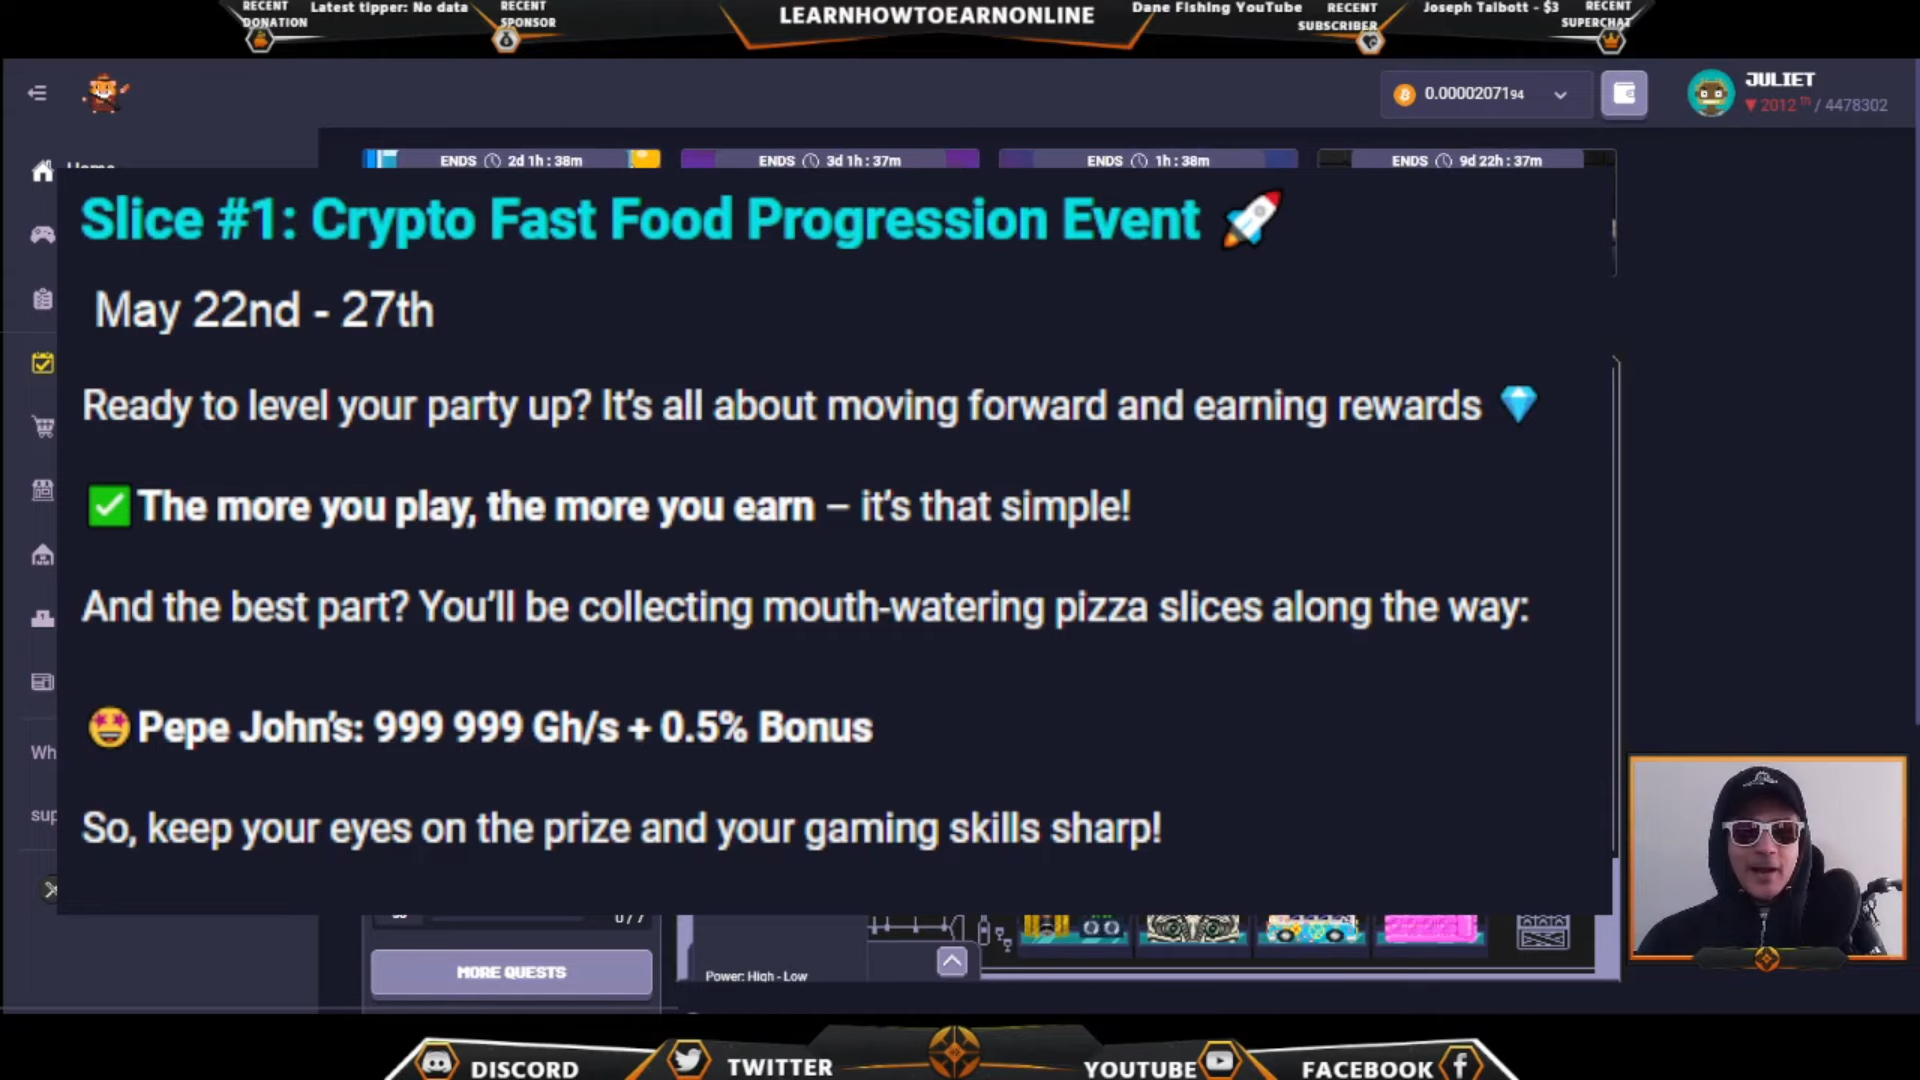 RECENT
DONATION
Latest tipper: No data
RECENT
SPONSOR
LEARNHOWTOEARNONLINE
Dane Fishing YouTube
RECENT
SUBSCRIBER
Joseph Talbott - $3
RECENT
SUPERCHAT
0.0000207194
JULIET
2012 th / 4478302
Home
ENDS 2d 1h : 38m
ENDS 3d 1h : 37m
ENDS 1h : 38m
ENDS 9d 22h : 37m
Slice #1: Crypto Fast Food Progression Event 🚀
May 22nd - 27th
Ready to level your party up? It's all about moving forward and earning rewards 💎
✅ The more you play, the more you earn – it's that simple!
And the best part? You'll be collecting mouth-watering pizza slices along the way:
🤩 Pepe John's: 999 999 Gh/s + 0.5% Bonus
So, keep your eyes on the prize and your gaming skills sharp!
Wh
sup
0/7
MORE QUESTS
Power: High - Low
DISCORD
TWITTER
YOUTUBE
FACEBOOK